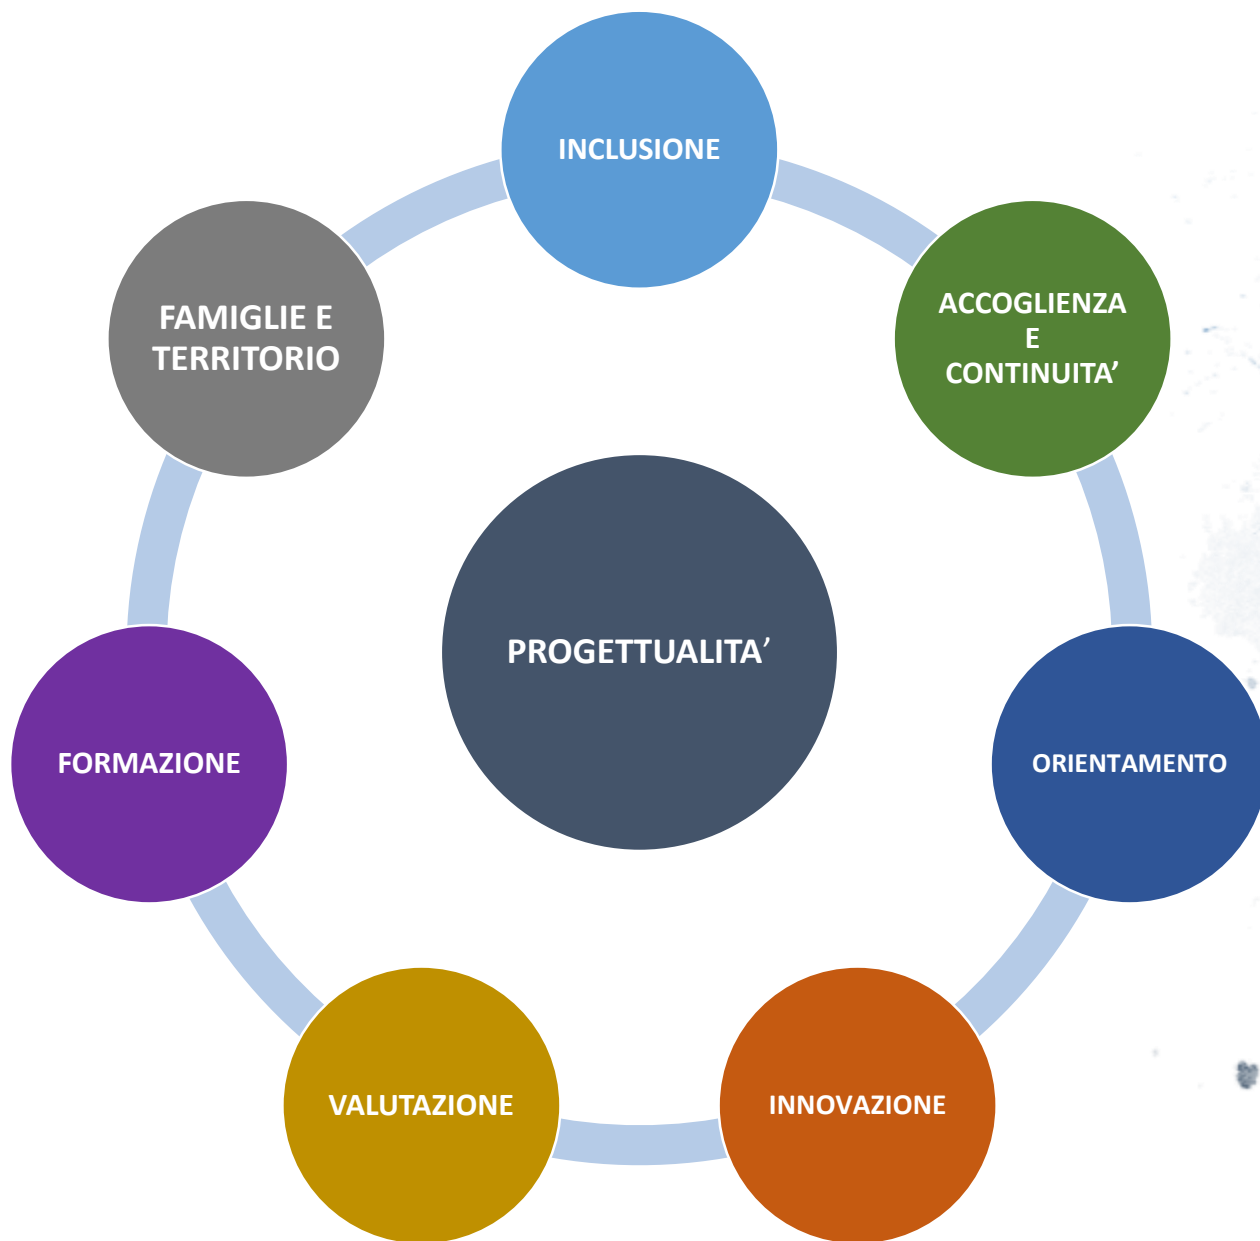 INCLUSIONE
ACCOGLIENZA
E
CONTINUITA’
ORIENTAMENTO
INNOVAZIONE
VALUTAZIONE
FORMAZIONE
FAMIGLIE E
TERRITORIO
PROGETTUALITA’